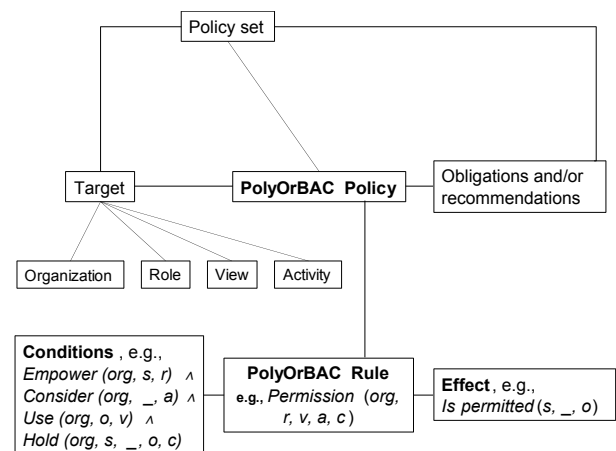 Policy set
Target
PolyOrBAC Policy
Obligations and/or
recommendations
Organization
Role
View
Activity
Conditions , e.g.,
Empower (org, s, r) ∧
Consider (org, _, a) ∧
Use (org, o, v) ∧
Hold (org, s, _, o, c)
PolyOrBAC Rule
e.g., Permission (org,
r, v, a, c )
Effect , e.g.,
Is permitted (s, _, o)